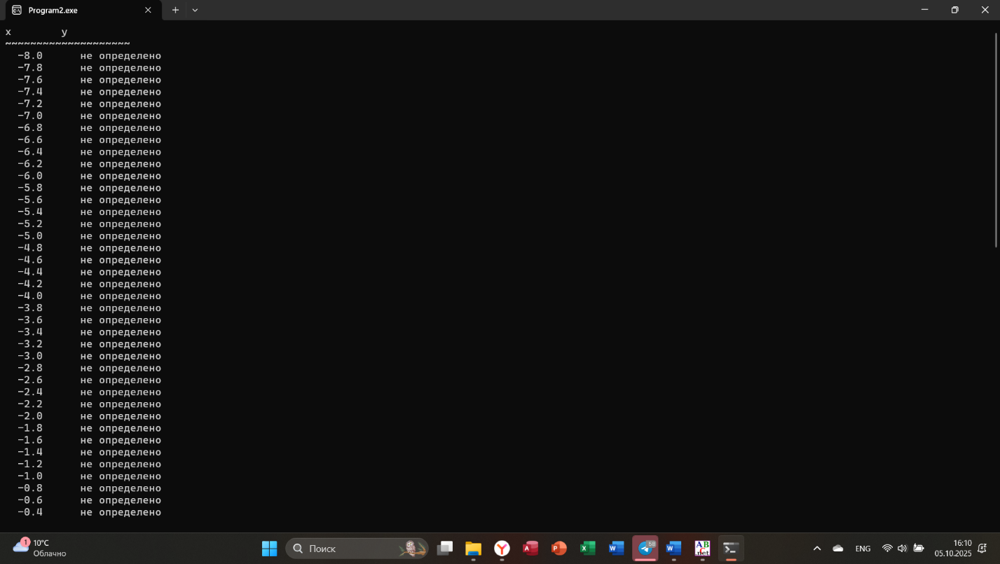 Program2.exe
x y
~~~~~~~~~~~~~~~~~~~~
-8.0 не определено
-7.8 не определено
-7.6 не определено
-7.4 не определено
-7.2 не определено
-7.0 не определено
-6.8 не определено
-6.6 не определено
-6.4 не определено
-6.2 не определено
-6.0 не определено
-5.8 не определено
-5.6 не определено
-5.4 не определено
-5.2 не определено
-5.0 не определено
-4.8 не определено
-4.6 не определено
-4.4 не определено
-4.2 не определено
-4.0 не определено
-3.8 не определено
-3.6 не определено
-3.4 не определено
-3.2 не определено
-3.0 не определено
-2.8 не определено
-2.6 не определено
-2.4 не определено
-2.2 не определено
-2.0 не определено
-1.8 не определено
-1.6 не определено
-1.4 не определено
-1.2 не определено
-1.0 не определено
-0.8 не определено
-0.6 не определено
-0.4 не определено
1 10°C
Облачно
Поиск
58
ENG
16:10
05.10.2025